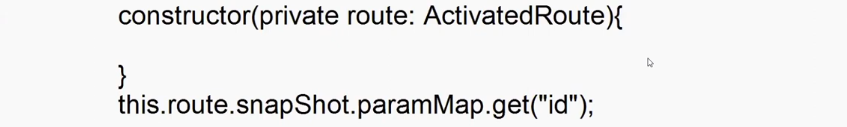 constructor(private route: ActivatedRoute){
}
this.route.snapShot.paramMap.get("id");